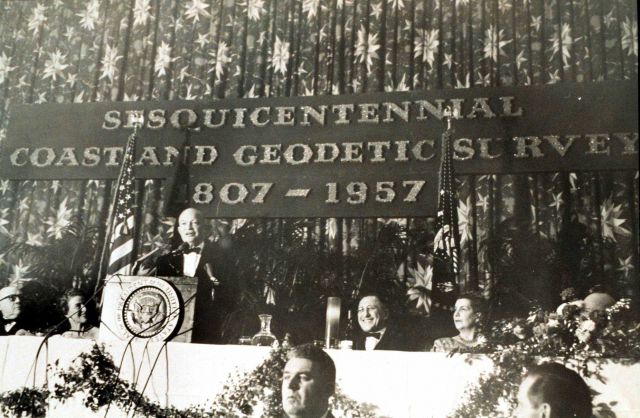 SESQUICENTENNIAL
COAST AND GEODETIC SURVEY
1807-1957